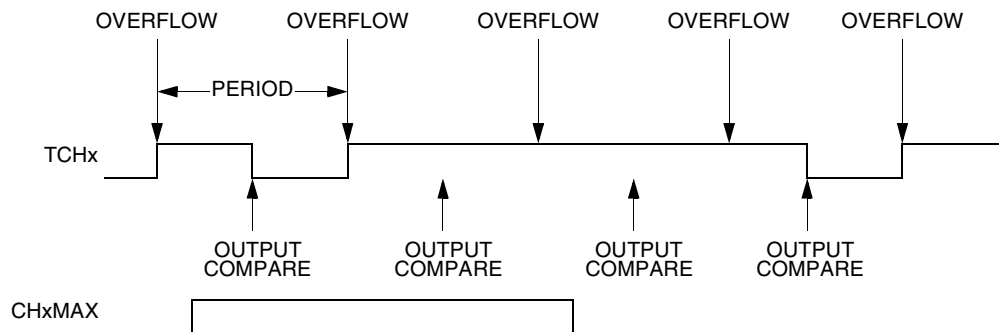 OVERFLOW OVERFLOW OVERFLOW OVERFLOW OVERFLOW
PERIOD
TCHx
OUTPUT OUTPUT OUTPUT OUTPUT
COMPARE COMPARE COMPARE COMPARE
CHxMAX